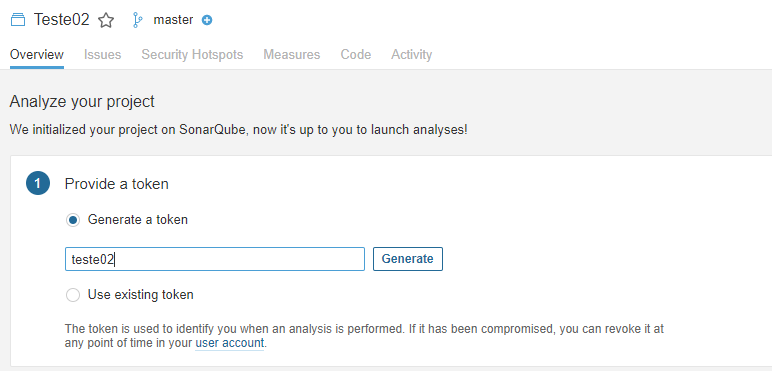 Teste02 master
Overview Issues Security Hotspots Measures Code Activity
Analyze your project
We initialized your project on SonarQube, now it's up to you to launch analyses!
1 Provide a token
Generate a token
teste02 Generate
Use existing token
The token is used to identify you when an analysis is performed. If it has been compromised, you can revoke it at
any point of time in your user account.